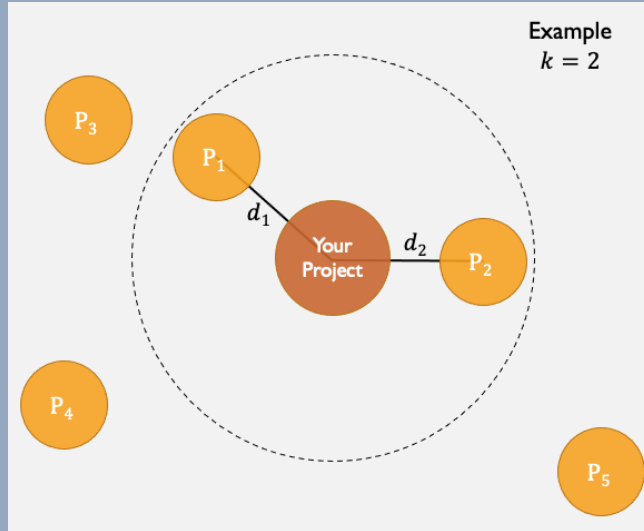 Example
k = 2
P₃
P₁
d₁
Your
Project
d₂
P₂
P₄
P₅